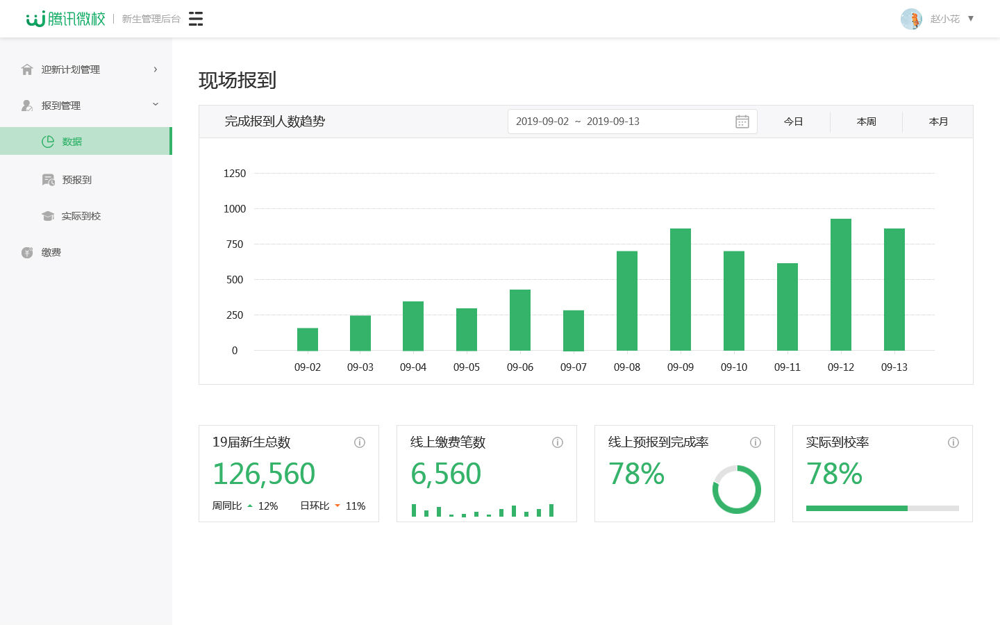 腾讯微校 新生管理后台 赵小花
迎新计划管理
报到管理
数据
预报到
实际到校
缴费
现场报到
完成报到人数趋势 2019-09-02 ~ 2019-09-13 今日 本周 本月
1250
1000
750
500
250
0
09-02 09-03 09-04 09-05 09-06 09-07 09-08 09-09 09-10 09-11 09-12 09-13
19届新生总数
126,560
周同比 12% 日环比 11%
线上缴费笔数
6,560
线上预报到完成率
78%
实际到校率
78%